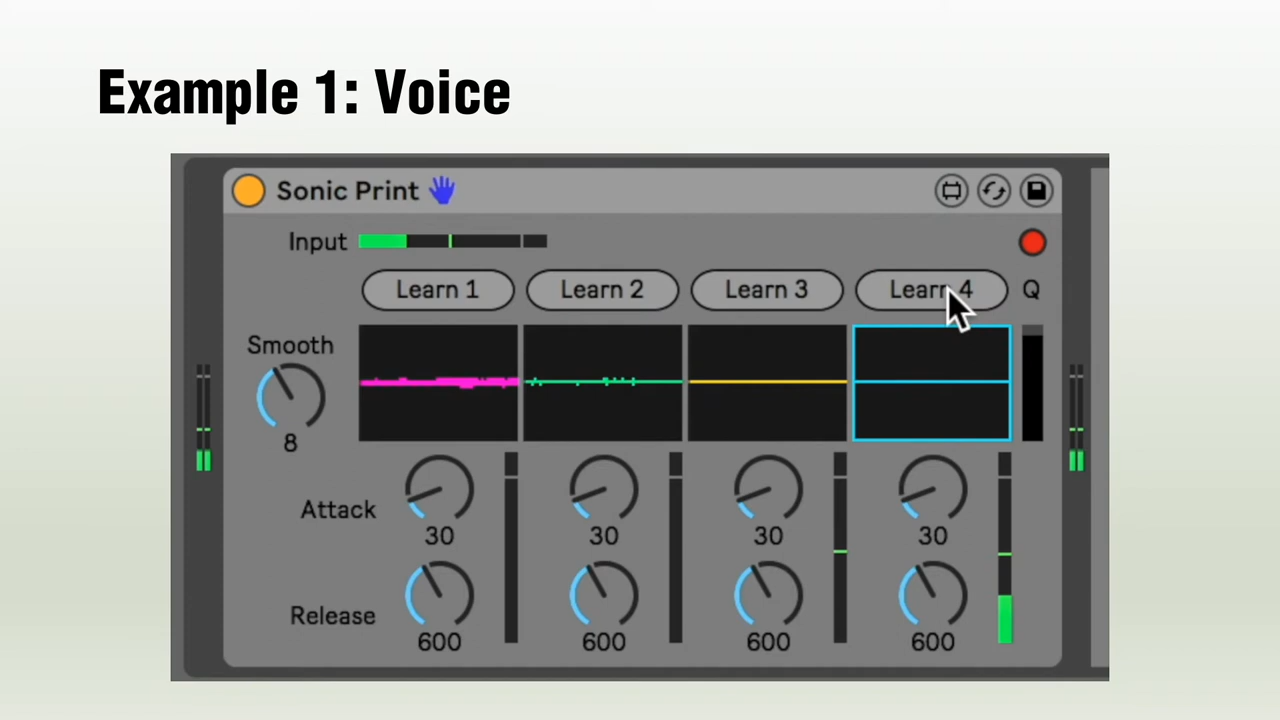 Example 1: Voice
Sonic Print
Input
Learn 1 Learn 2 Learn 3 Learn 4 Q
Smooth
8
Attack
30 30 30 30
Release
600 600 600 600